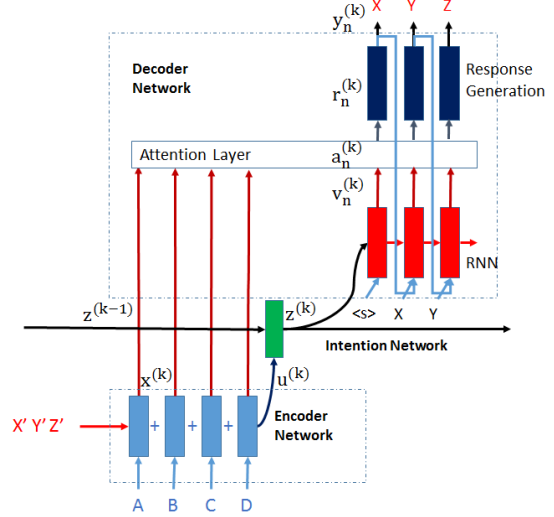 y_n^(k) X Y Z
Decoder
Network
Response
Generation
r_n^(k)
Attention Layer a_n^(k)
v_n^(k)
RNN
<s> X Y
z^(k−1) z^(k)
Intention Network
x^(k) u^(k)
X' Y' Z' + + +
Encoder
Network
A B C D